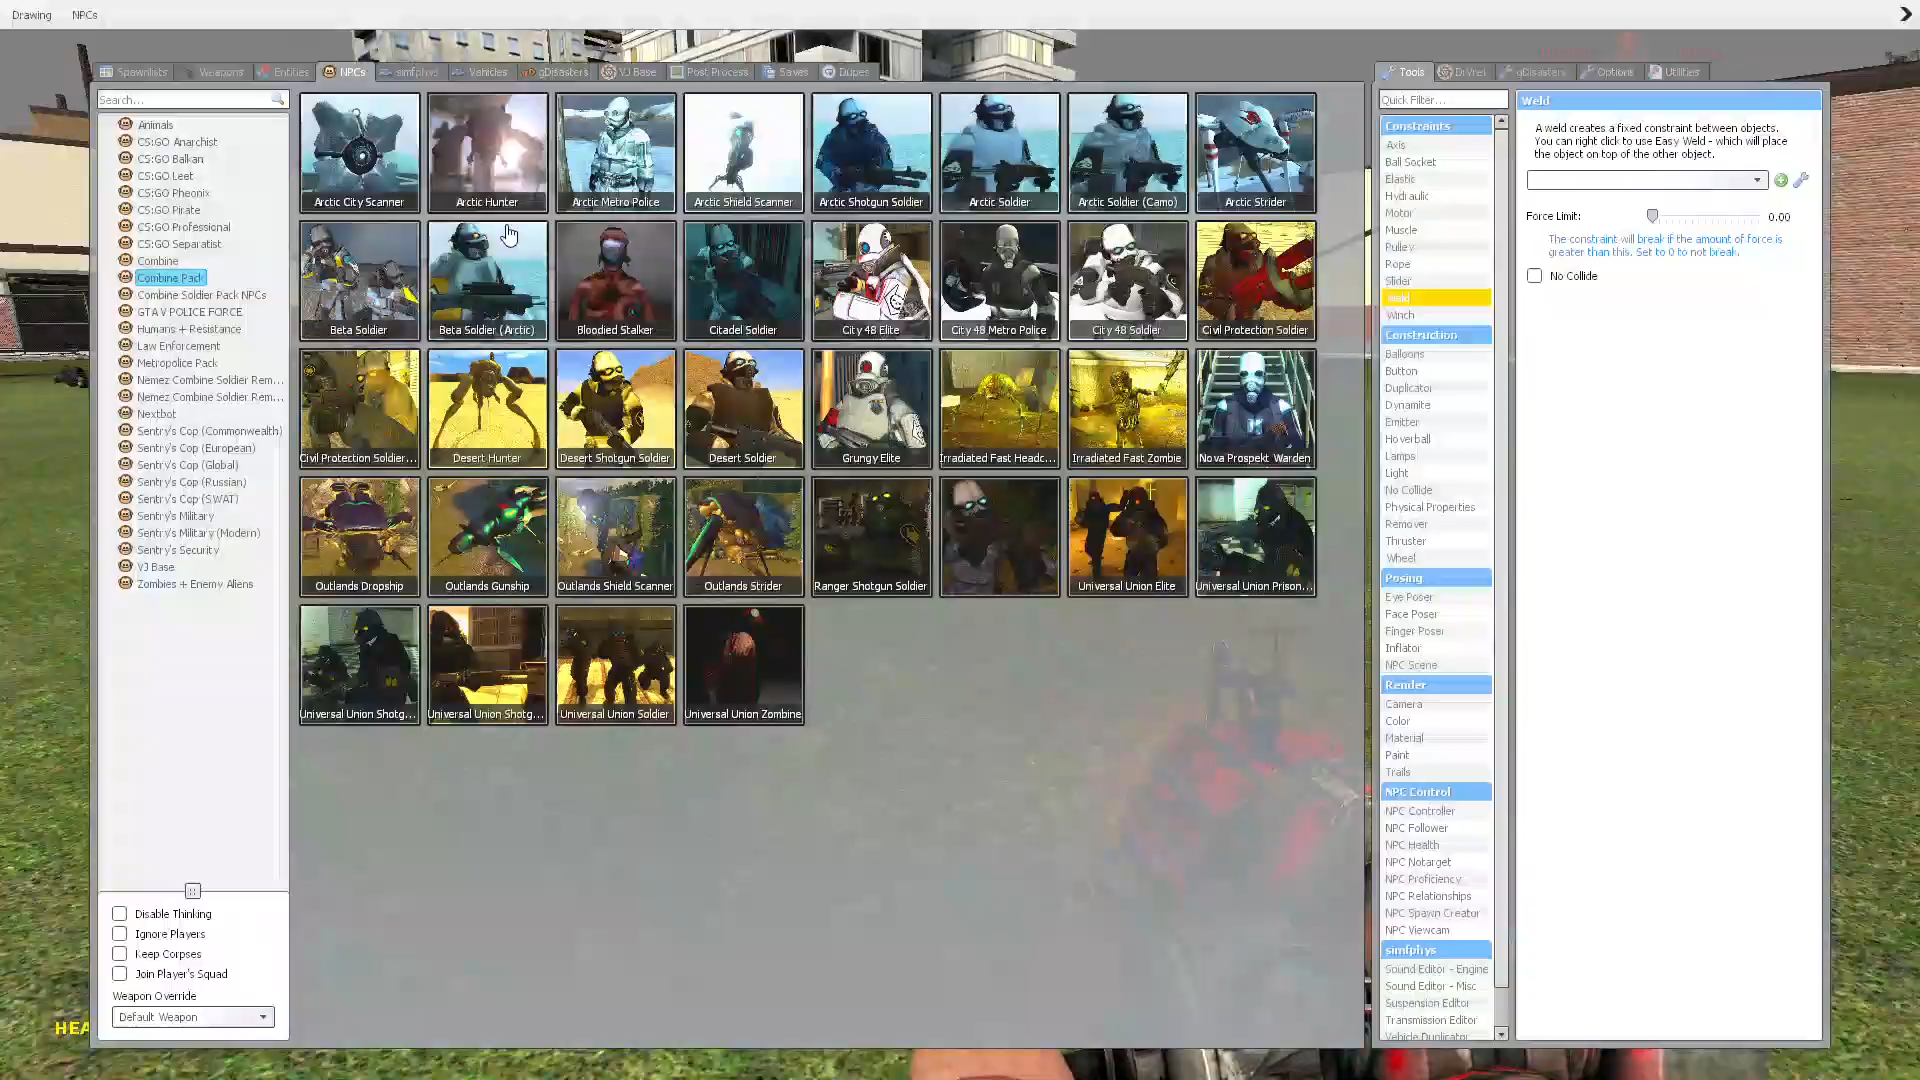 Drawing NPCs
Spawnlists Weapons Entities NPCs simfphys Vehicles gDisasters VJ Base Post Process Saves Dupes
Tools DrVrej gDisasters Options Utilities
Search...
Animals
CS:GO Anarchist
CS:GO Balkan
CS:GO Leet
CS:GO Pheonix
CS:GO Pirate
CS:GO Professional
CS:GO Separatist
Combine
Combine Pack
Combine Soldier Pack NPCs
GTA V POLICE FORCE
Humans + Resistance
Law Enforcement
Metropolice Pack
Nemez Combine Soldier Rem...
Nemez Combine Soldier Rem...
Nextbot
Sentry's Cop (Commonwealth)
Sentry's Cop (European)
Sentry's Cop (Global)
Sentry's Cop (Russian)
Sentry's Cop (SWAT)
Sentry's Military
Sentry's Military (Modern)
Sentry's Security
VJ Base
Zombies + Enemy Aliens
Disable Thinking
Ignore Players
Keep Corpses
Join Player's Squad
Weapon Override
Default Weapon
HEA
Arctic City Scanner Arctic Hunter Arctic Metro Police Arctic Shield Scanner Arctic Shotgun Soldier Arctic Soldier Arctic Soldier (Camo) Arctic Strider
Beta Soldier Beta Soldier (Arctic) Bloodied Stalker Citadel Soldier City 48 Elite City 48 Metro Police City 48 Soldier Civil Protection Soldier
Civil Protection Soldier... Desert Hunter Desert Shotgun Soldier Desert Soldier Grungy Elite Irradiated Fast Headc... Irradiated Fast Zombie Nova Prospekt Warden
Outlands Dropship Outlands Gunship Outlands Shield Scanner Outlands Strider Ranger Shotgun Soldier Universal Union Elite Universal Union Prison...
Universal Union Shotg... Universal Union Shotg... Universal Union Soldier Universal Union Zombine
Quick Filter...
Constraints
Axis
Ball Socket
Elastic
Hydraulic
Motor
Muscle
Pulley
Rope
Slider
Weld
Winch
Construction
Balloons
Button
Duplicator
Dynamite
Emitter
Hoverball
Lamps
Light
No Collide
Physical Properties
Remover
Thruster
Wheel
Posing
Eye Poser
Face Poser
Finger Poser
Inflator
NPC Scene
Render
Camera
Color
Material
Paint
Trails
NPC Control
NPC Controller
NPC Follower
NPC Health
NPC Notarget
NPC Proficiency
NPC Relationships
NPC Spawn Creator
NPC Viewcam
simfphys
Sound Editor - Engine
Sound Editor - Misc
Suspension Editor
Transmission Editor
Vehicle Duplicator
Weld
A weld creates a fixed constraint between objects.
You can right click to use Easy Weld - which will place
the object on top of the other object.
Force Limit: 0.00
The constraint will break if the amount of force is
greater than this. Set to 0 to not break.
No Collide